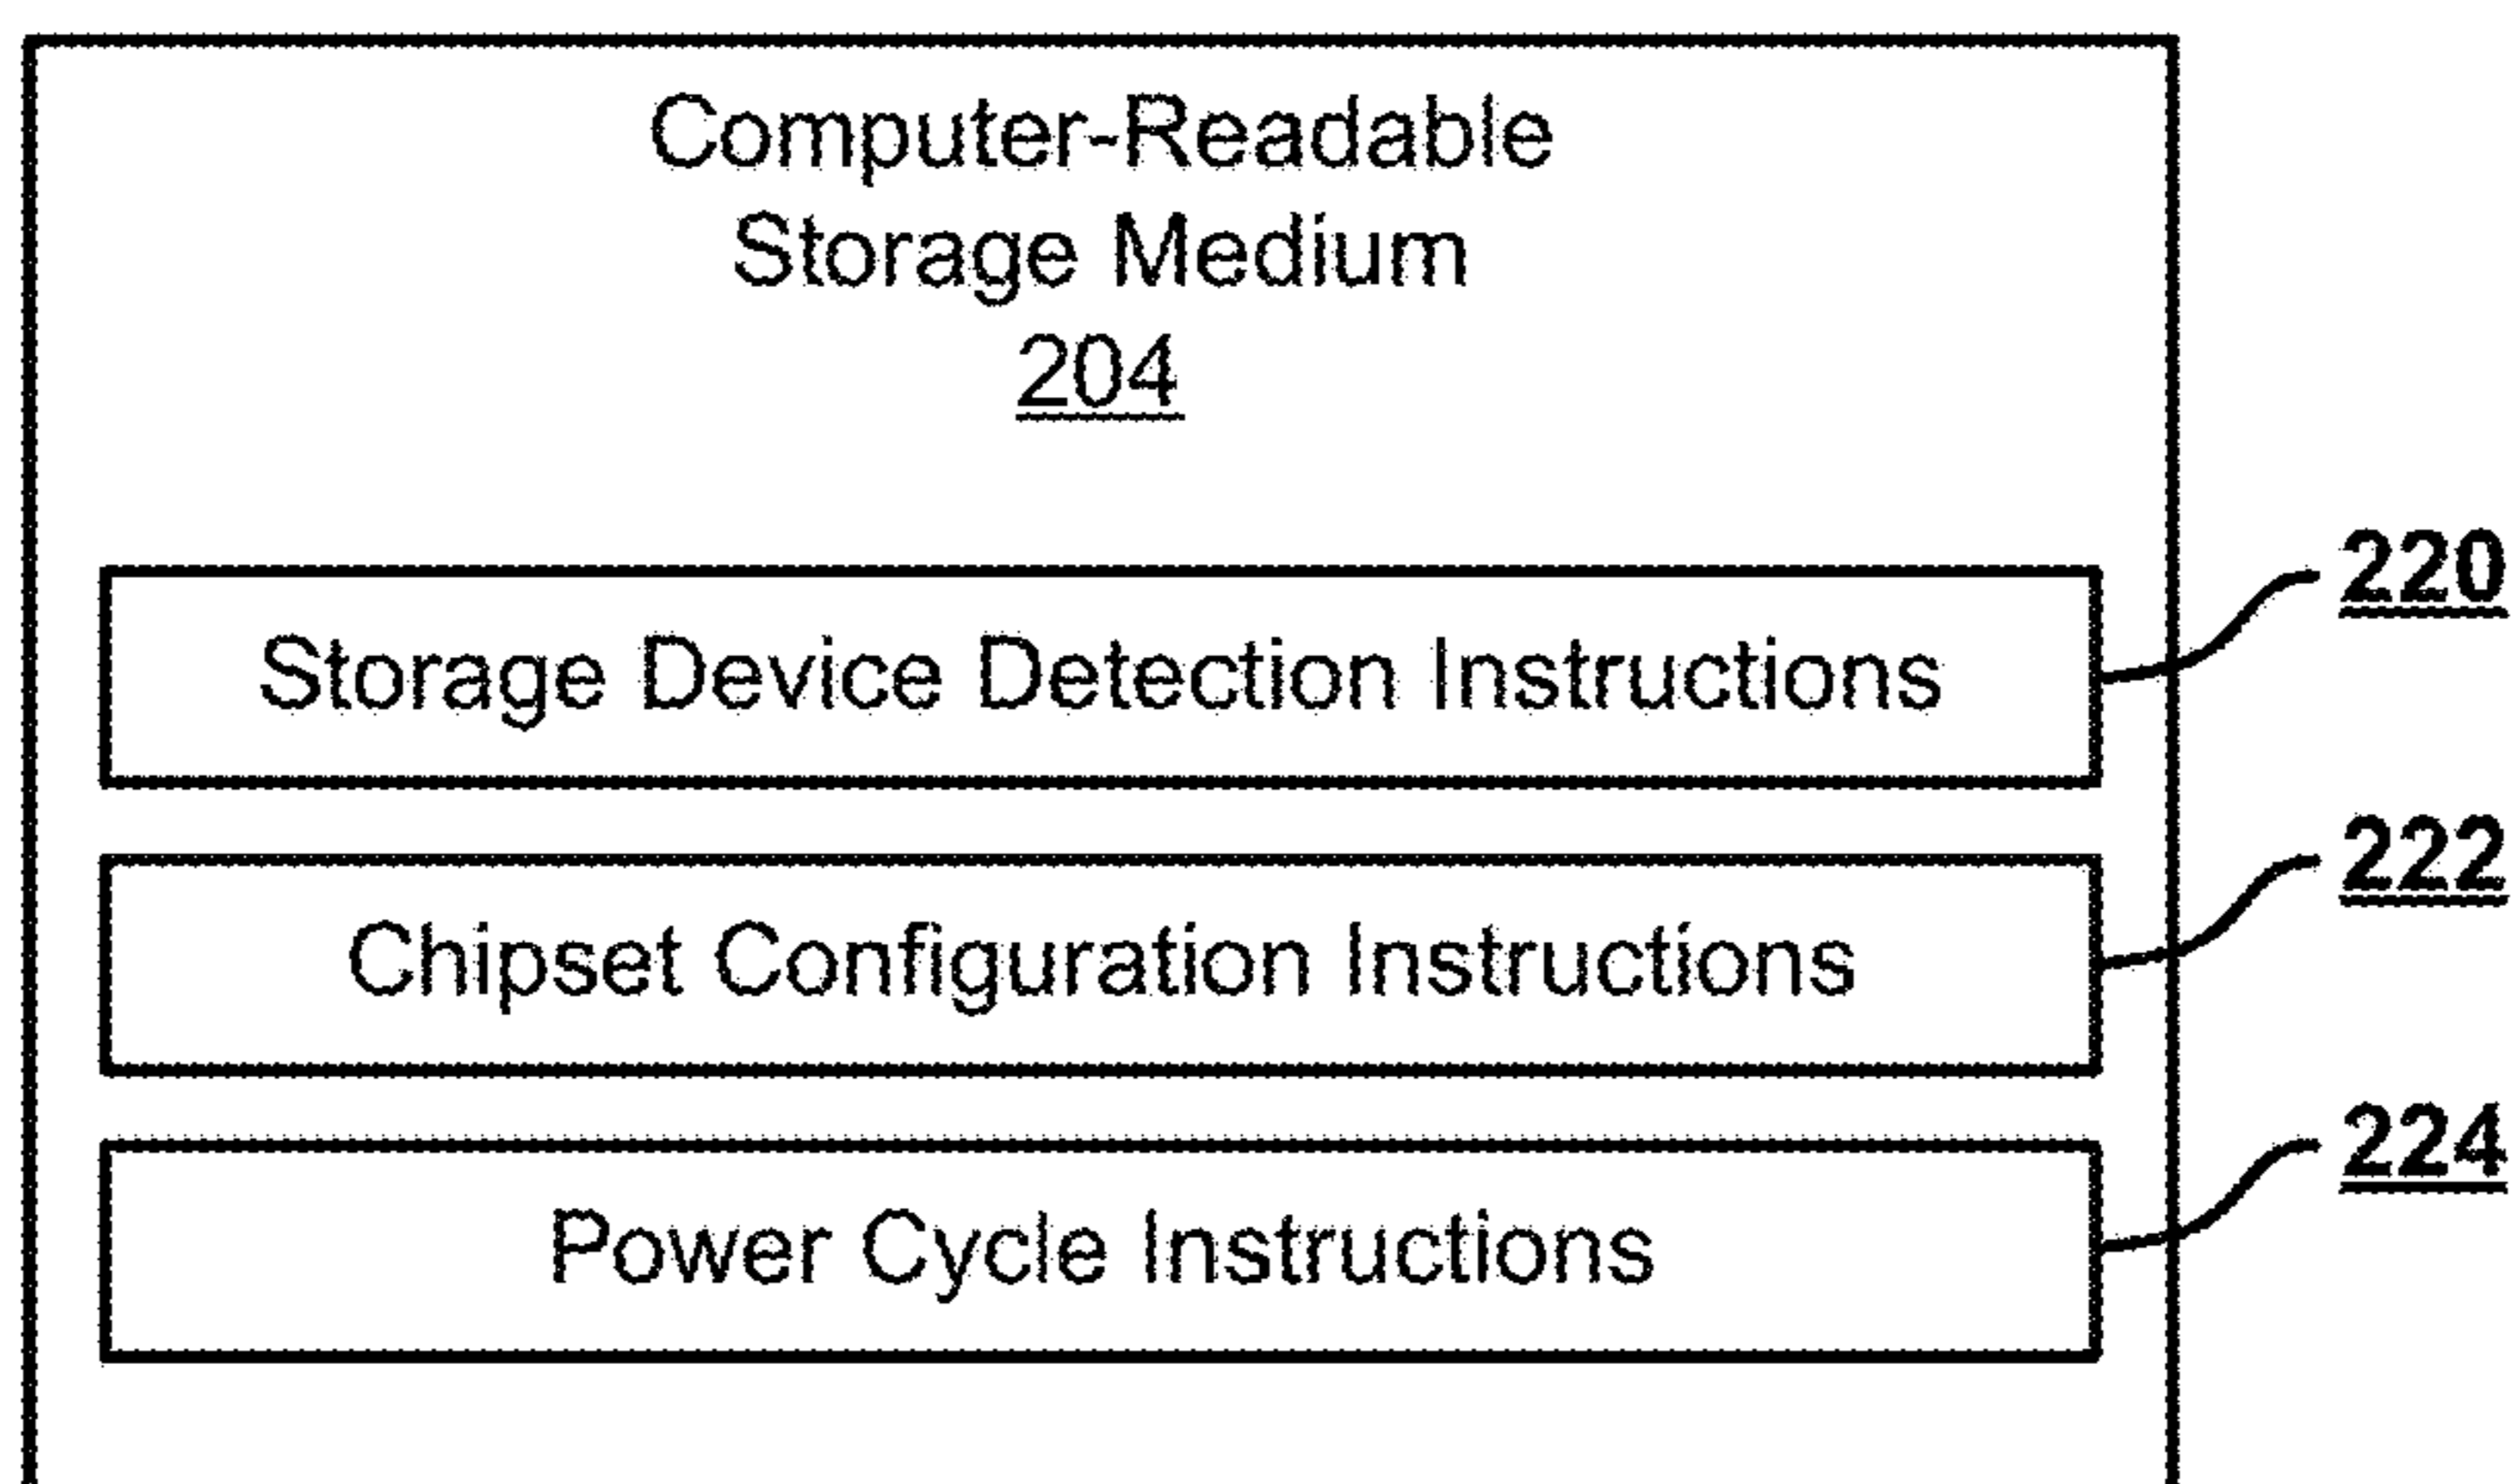 Computer-Readable
Storage Medium
204
Storage Device Detection Instructions
220
Chipset Configuration Instructions
222
Power Cycle Instructions
224